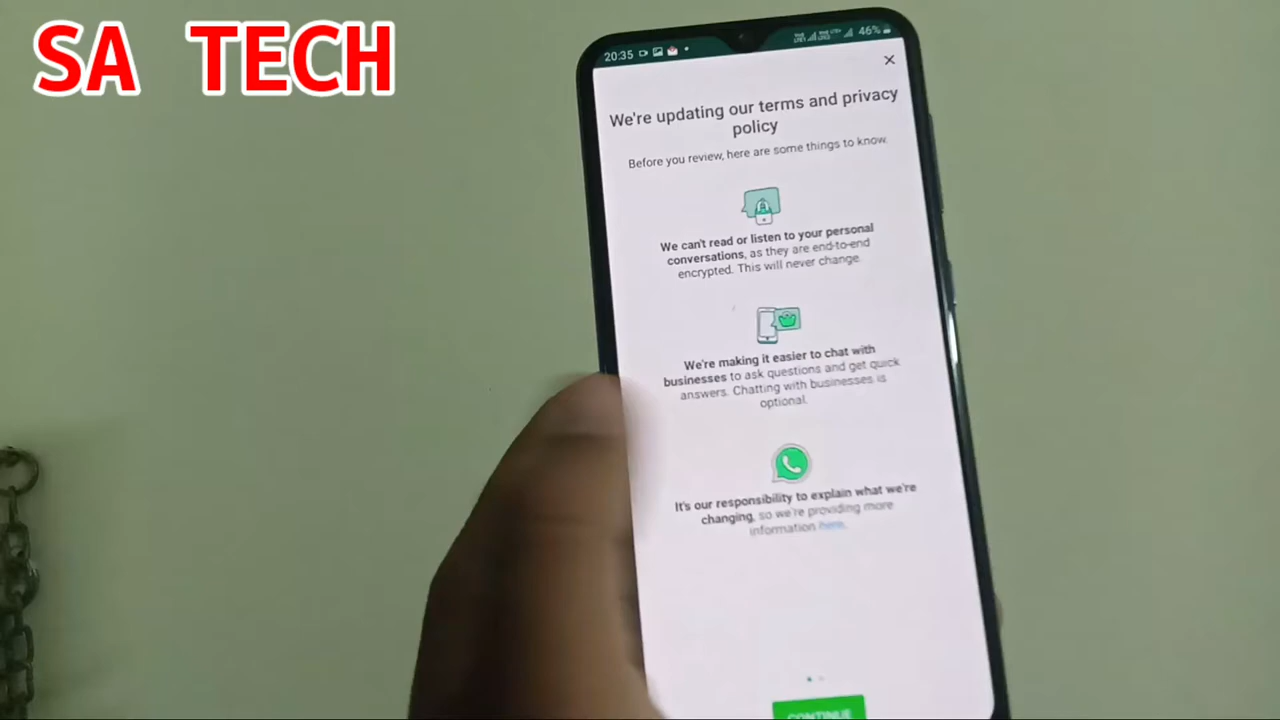 SA TECH
20:35
46%
We're updating our terms and privacy
policy
Before you review, here are some things to know.
We can't read or listen to your personal
conversations, as they are end-to-end
encrypted. This will never change.
We're making it easier to chat with
businesses to ask questions and get quick
answers. Chatting with businesses is
optional.
It's our responsibility to explain what we're
changing, so we're providing more
information here.
CONTINUE